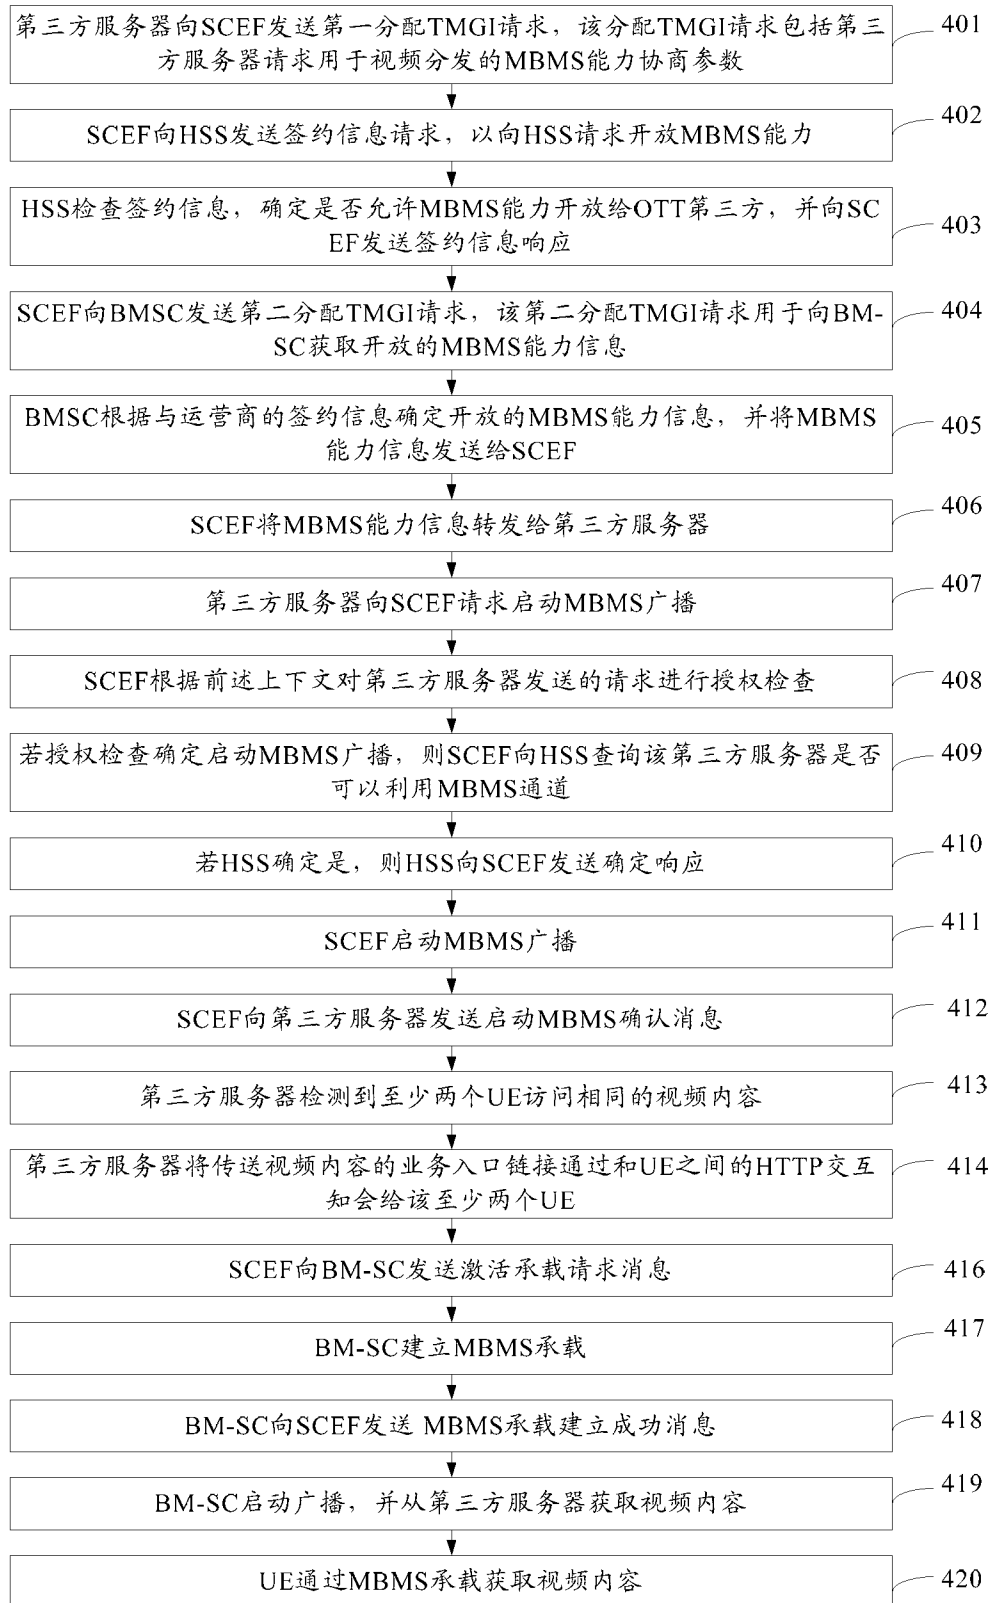 第三方服务器向SCEF发送第一分配TMGI请求，该分配TMGI请求包括第三
方服务器请求用于视频分发的MBMS能力协商参数
401
SCEF向HSS发送签约信息请求，以向HSS请求开放MBMS能力
402
HSS检查签约信息，确定是否允许MBMS能力开放给OTT第三方，并向SC
EF发送签约信息响应
403
SCEF向BMSC发送第二分配TMGI请求，该第二分配TMGI请求用于向BM-
SC获取开放的MBMS能力信息
404
BMSC根据与运营商的签约信息确定开放的MBMS能力信息，并将MBMS
能力信息发送给SCEF
405
SCEF将MBMS能力信息转发给第三方服务器
406
第三方服务器向SCEF请求启动MBMS广播
407
SCEF根据前述上下文对第三方服务器发送的请求进行授权检查
408
若授权检查确定启动MBMS广播，则SCEF向HSS查询该第三方服务器是否
可以利用MBMS通道
409
若HSS确定是，则HSS向SCEF发送确定响应
410
SCEF启动MBMS广播
411
SCEF向第三方服务器发送启动MBMS确认消息
412
第三方服务器检测到至少两个UE访问相同的视频内容
413
第三方服务器将传送视频内容的业务入口链接通过和UE之间的HTTP交互
知会给该至少两个UE
414
SCEF向BM-SC发送激活承载请求消息
416
BM-SC建立MBMS承载
417
BM-SC向SCEF发送 MBMS承载建立成功消息
418
BM-SC启动广播，并从第三方服务器获取视频内容
419
UE通过MBMS承载获取视频内容
420